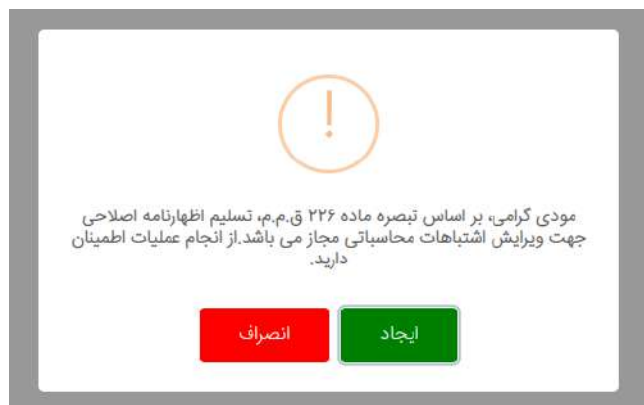 مودی گرامی، بر اساس تبصره ماده ۲۲۶ ق.م.م، تسلیم اظهارنامه اصلاحی
جهت ویرایش اشتباهات محاسباتی مجاز می باشد.از انجام عملیات اطمینان
دارید.
ایجاد
انصراف